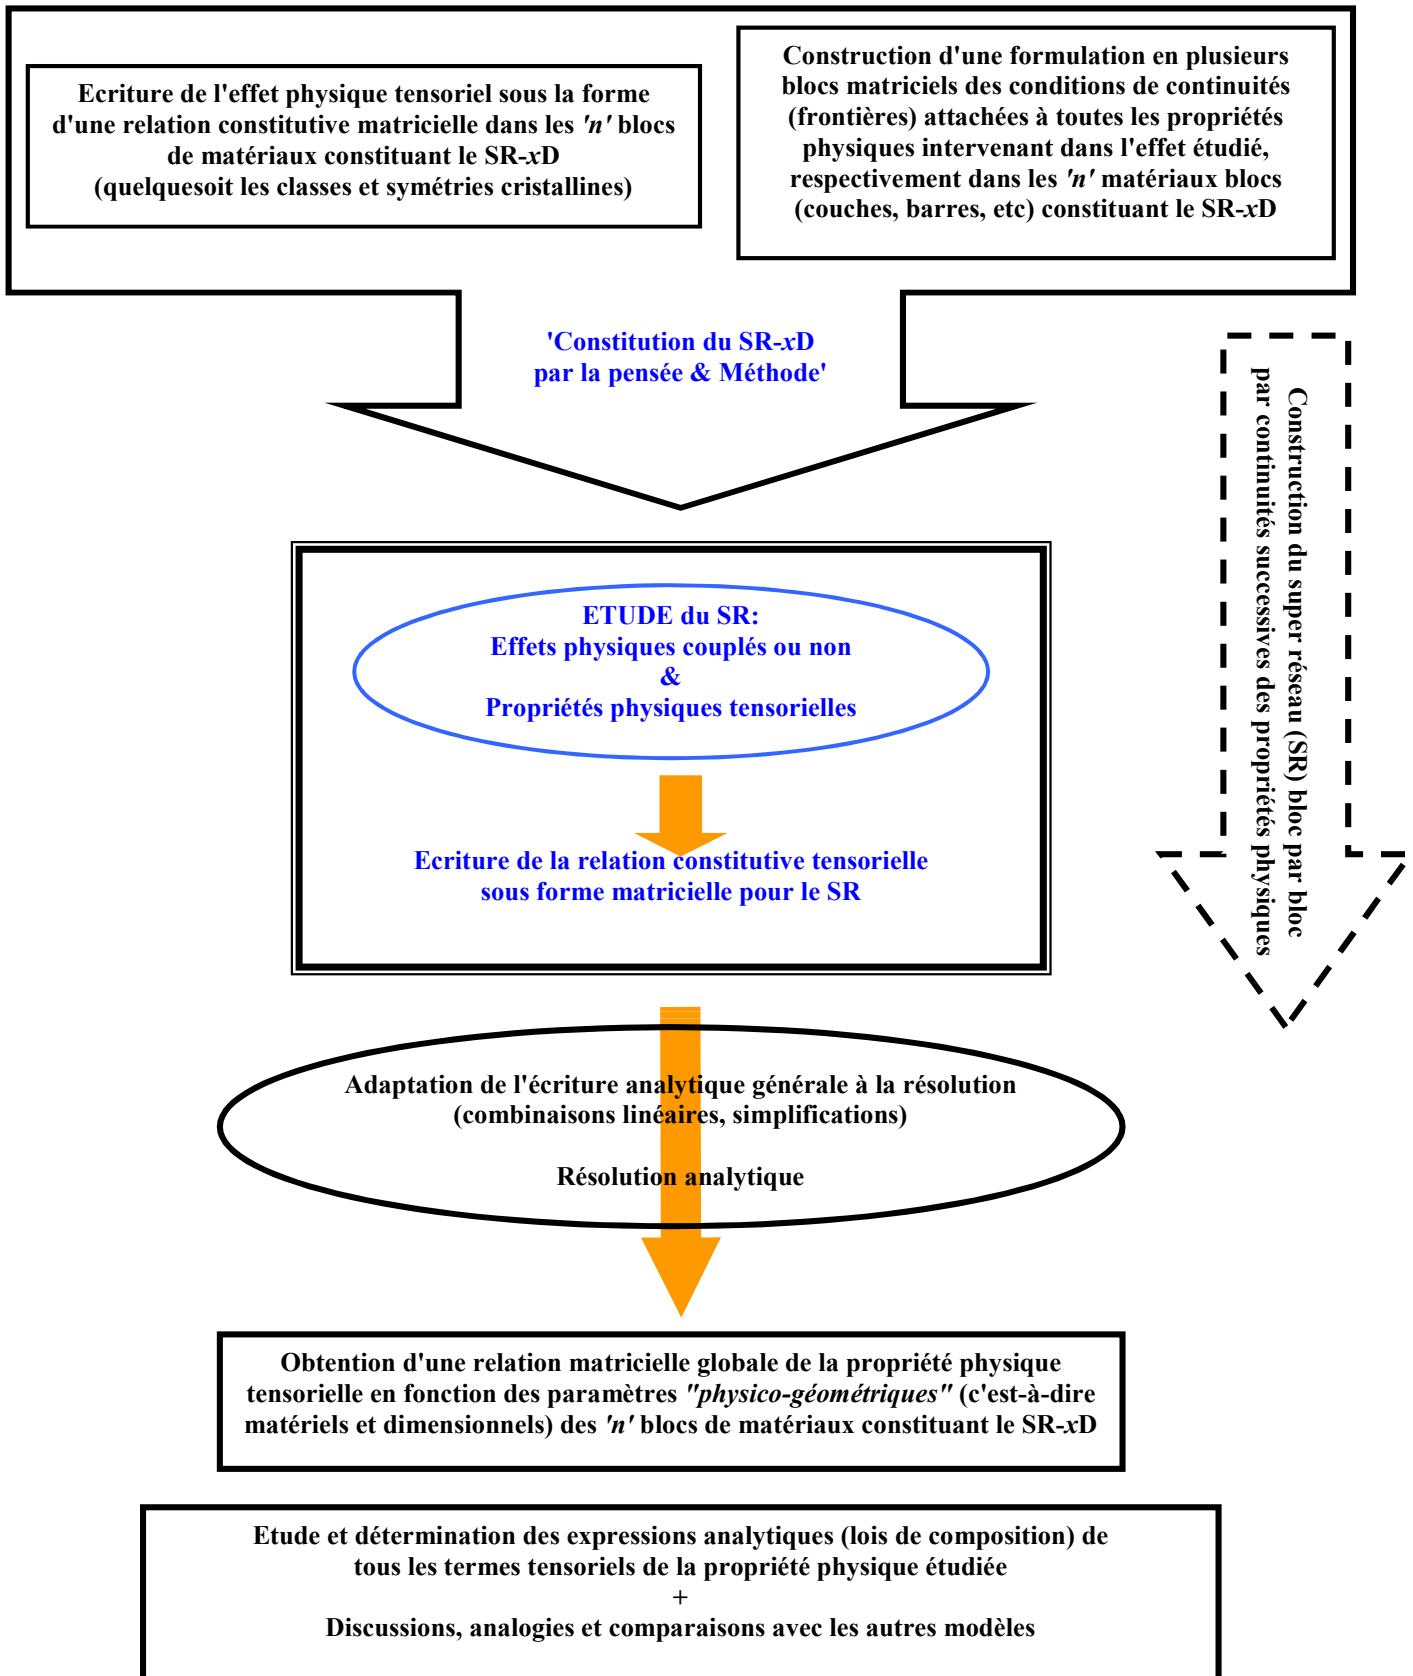 Ecriture de l'effet physique tensoriel sous la forme
d'une relation constitutive matricielle dans les 'n' blocs
de matériaux constituant le SR-xD
(quelquesoit les classes et symétries cristallines)
Construction d'une formulation en plusieurs
blocs matriciels des conditions de continuités
(frontières) attachées à toutes les propriétés
physiques intervenant dans l'effet étudié,
respectivement dans les 'n' matériaux blocs
(couches, barres, etc) constituant le SR-xD
'Constitution du SR-xD
par la pensée & Méthode'
Construction du super réseau (SR) bloc par bloc
par continuités successives des propriétés physiques
ETUDE du SR:
Effets physiques couplés ou non
&
Propriétés physiques tensorielles
Ecriture de la relation constitutive tensorielle
sous forme matricielle pour le SR
Adaptation de l'écriture analytique générale à la résolution
(combinaisons linéaires, simplifications)
Résolution analytique
Obtention d'une relation matricielle globale de la propriété physique
tensorielle en fonction des paramètres "physico-géométriques" (c'est-à-dire
matériels et dimensionnels) des 'n' blocs de matériaux constituant le SR-xD
Etude et détermination des expressions analytiques (lois de composition) de
tous les termes tensoriels de la propriété physique étudiée
+
Discussions, analogies et comparaisons avec les autres modèles